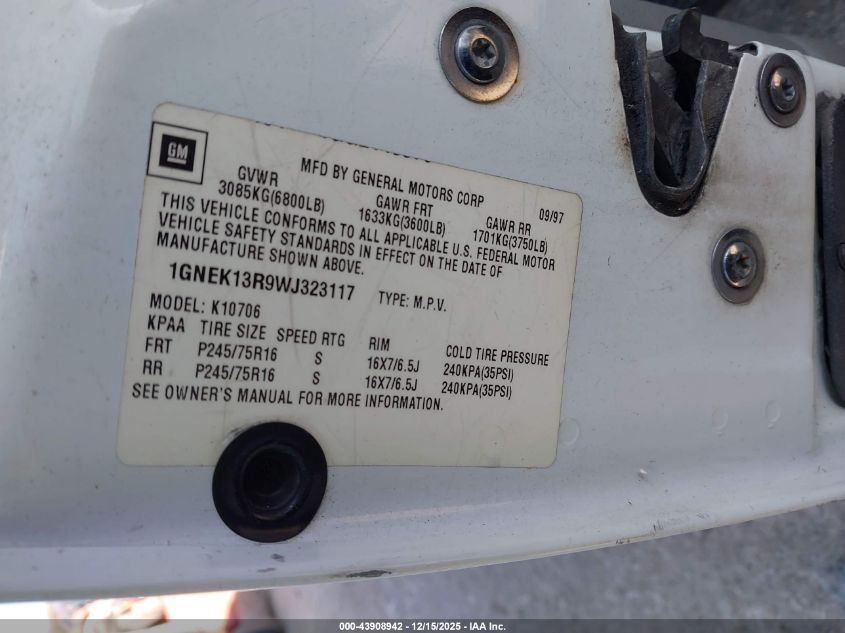 GM
MFD BY GENERAL MOTORS CORP 09/97
GVWR GAWR FRT GAWR RR
3085KG(6800LB) 1633KG(3600LB) 1701KG(3750LB)
THIS VEHICLE CONFORMS TO ALL APPLICABLE U.S. FEDERAL MOTOR
VEHICLE SAFETY STANDARDS IN EFFECT ON THE DATE OF
MANUFACTURE SHOWN ABOVE.
1GNEK13R9WJ323117 TYPE: M.P.V.
MODEL: K10706
KPAA TIRE SIZE SPEED RTG RIM COLD TIRE PRESSURE
FRT P245/75R16 S 16X7/6.5J 240KPA(35PSI)
RR P245/75R16 S 16X7/6.5J 240KPA(35PSI)
SEE OWNER'S MANUAL FOR MORE INFORMATION.
000-43908942 - 12/15/2025 - IAA Inc.